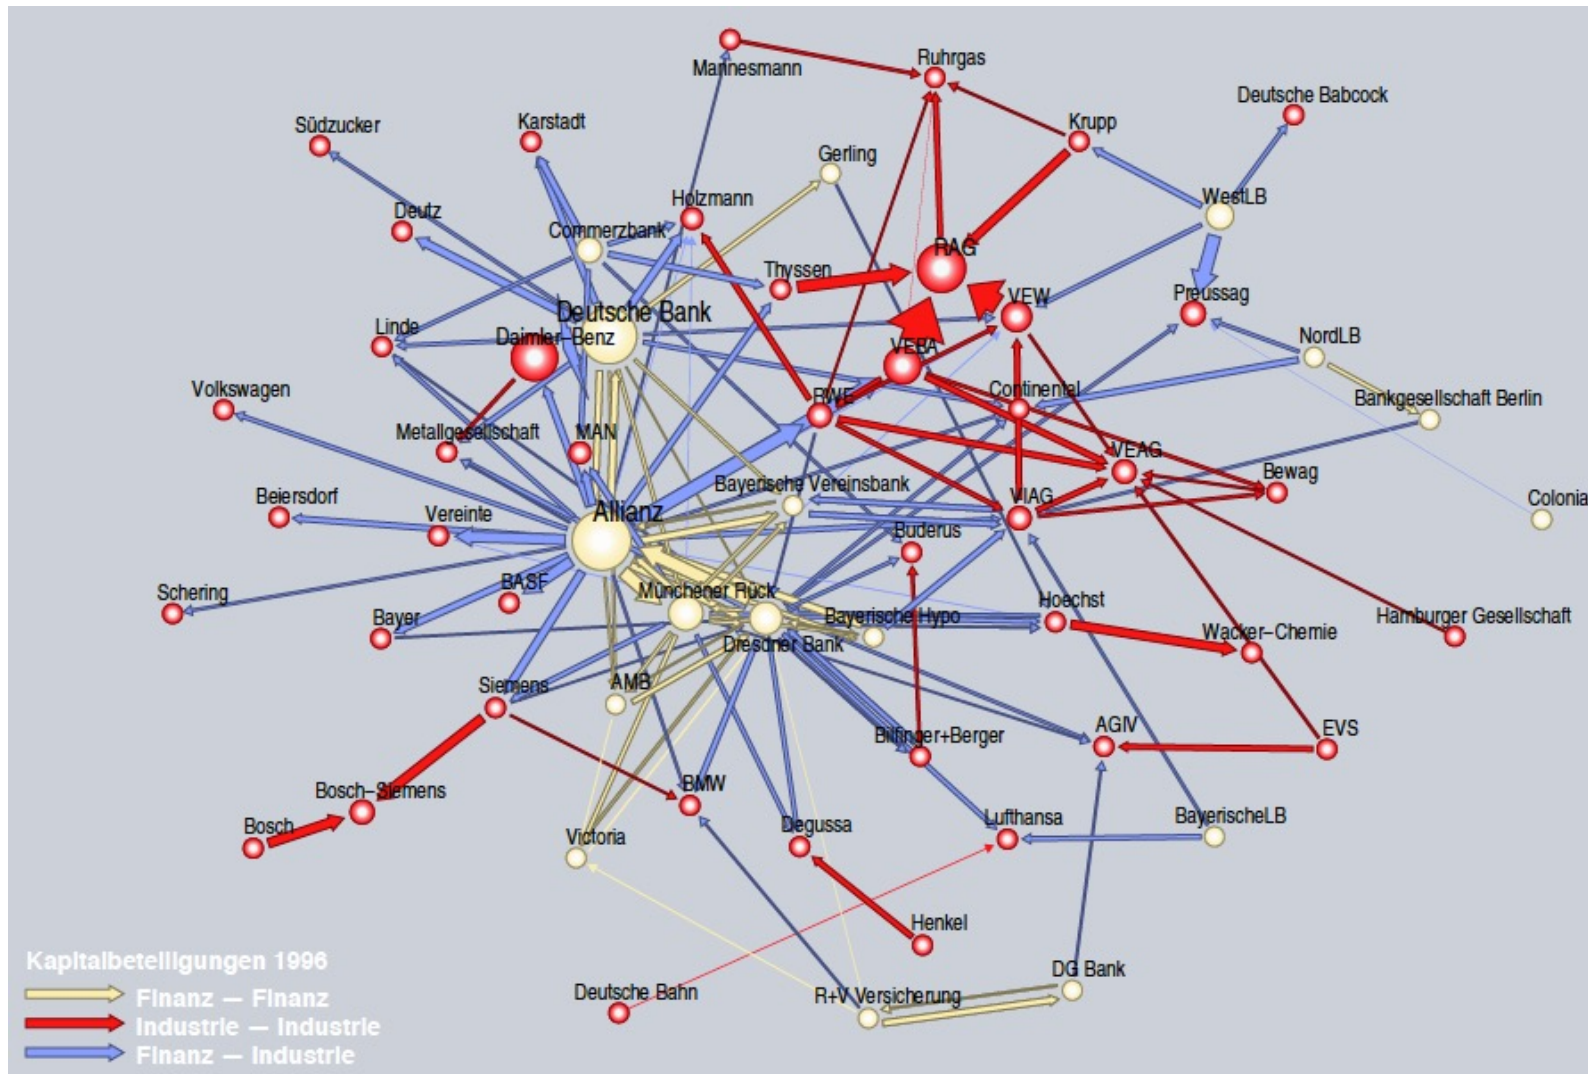 Mannesmann
Ruhrgas
Deutsche Babcock
Südzucker
Karstadt
Krupp
Gerling
WestLB
Holzmann
Deutz
Commerzbank
RAG
Thyssen
VEW
Preussag
Deutsche Bank
Linde
Daimler-Benz
NordLB
VEBA
Volkswagen
RWE
Continental
Bankgesellschaft Berlin
Metallgesellschaft
MAN
VEAG
Bewag
Bayerische Vereinsbank
Beiersdorf
Vereinte
Allianz
VIAG
Colonia
Buderus
Schering
BASF
Münchener Rück
Hoechst
Bayer
Bayerische Hypo
Hamburger Gesellschaft
Dresdner Bank
Wacker-Chemie
Siemens
AMB
AGIV
EVS
Bilfinger+Berger
Bosch-Siemens
BMW
Bosch
Victoria
Degussa
Lufthansa
BayerischeLB
Henkel
Deutsche Bahn
R+V Versicherung
DG Bank
Kapitalbeteiligungen 1996
Finanz — Finanz
Industrie — Industrie
Finanz — Industrie